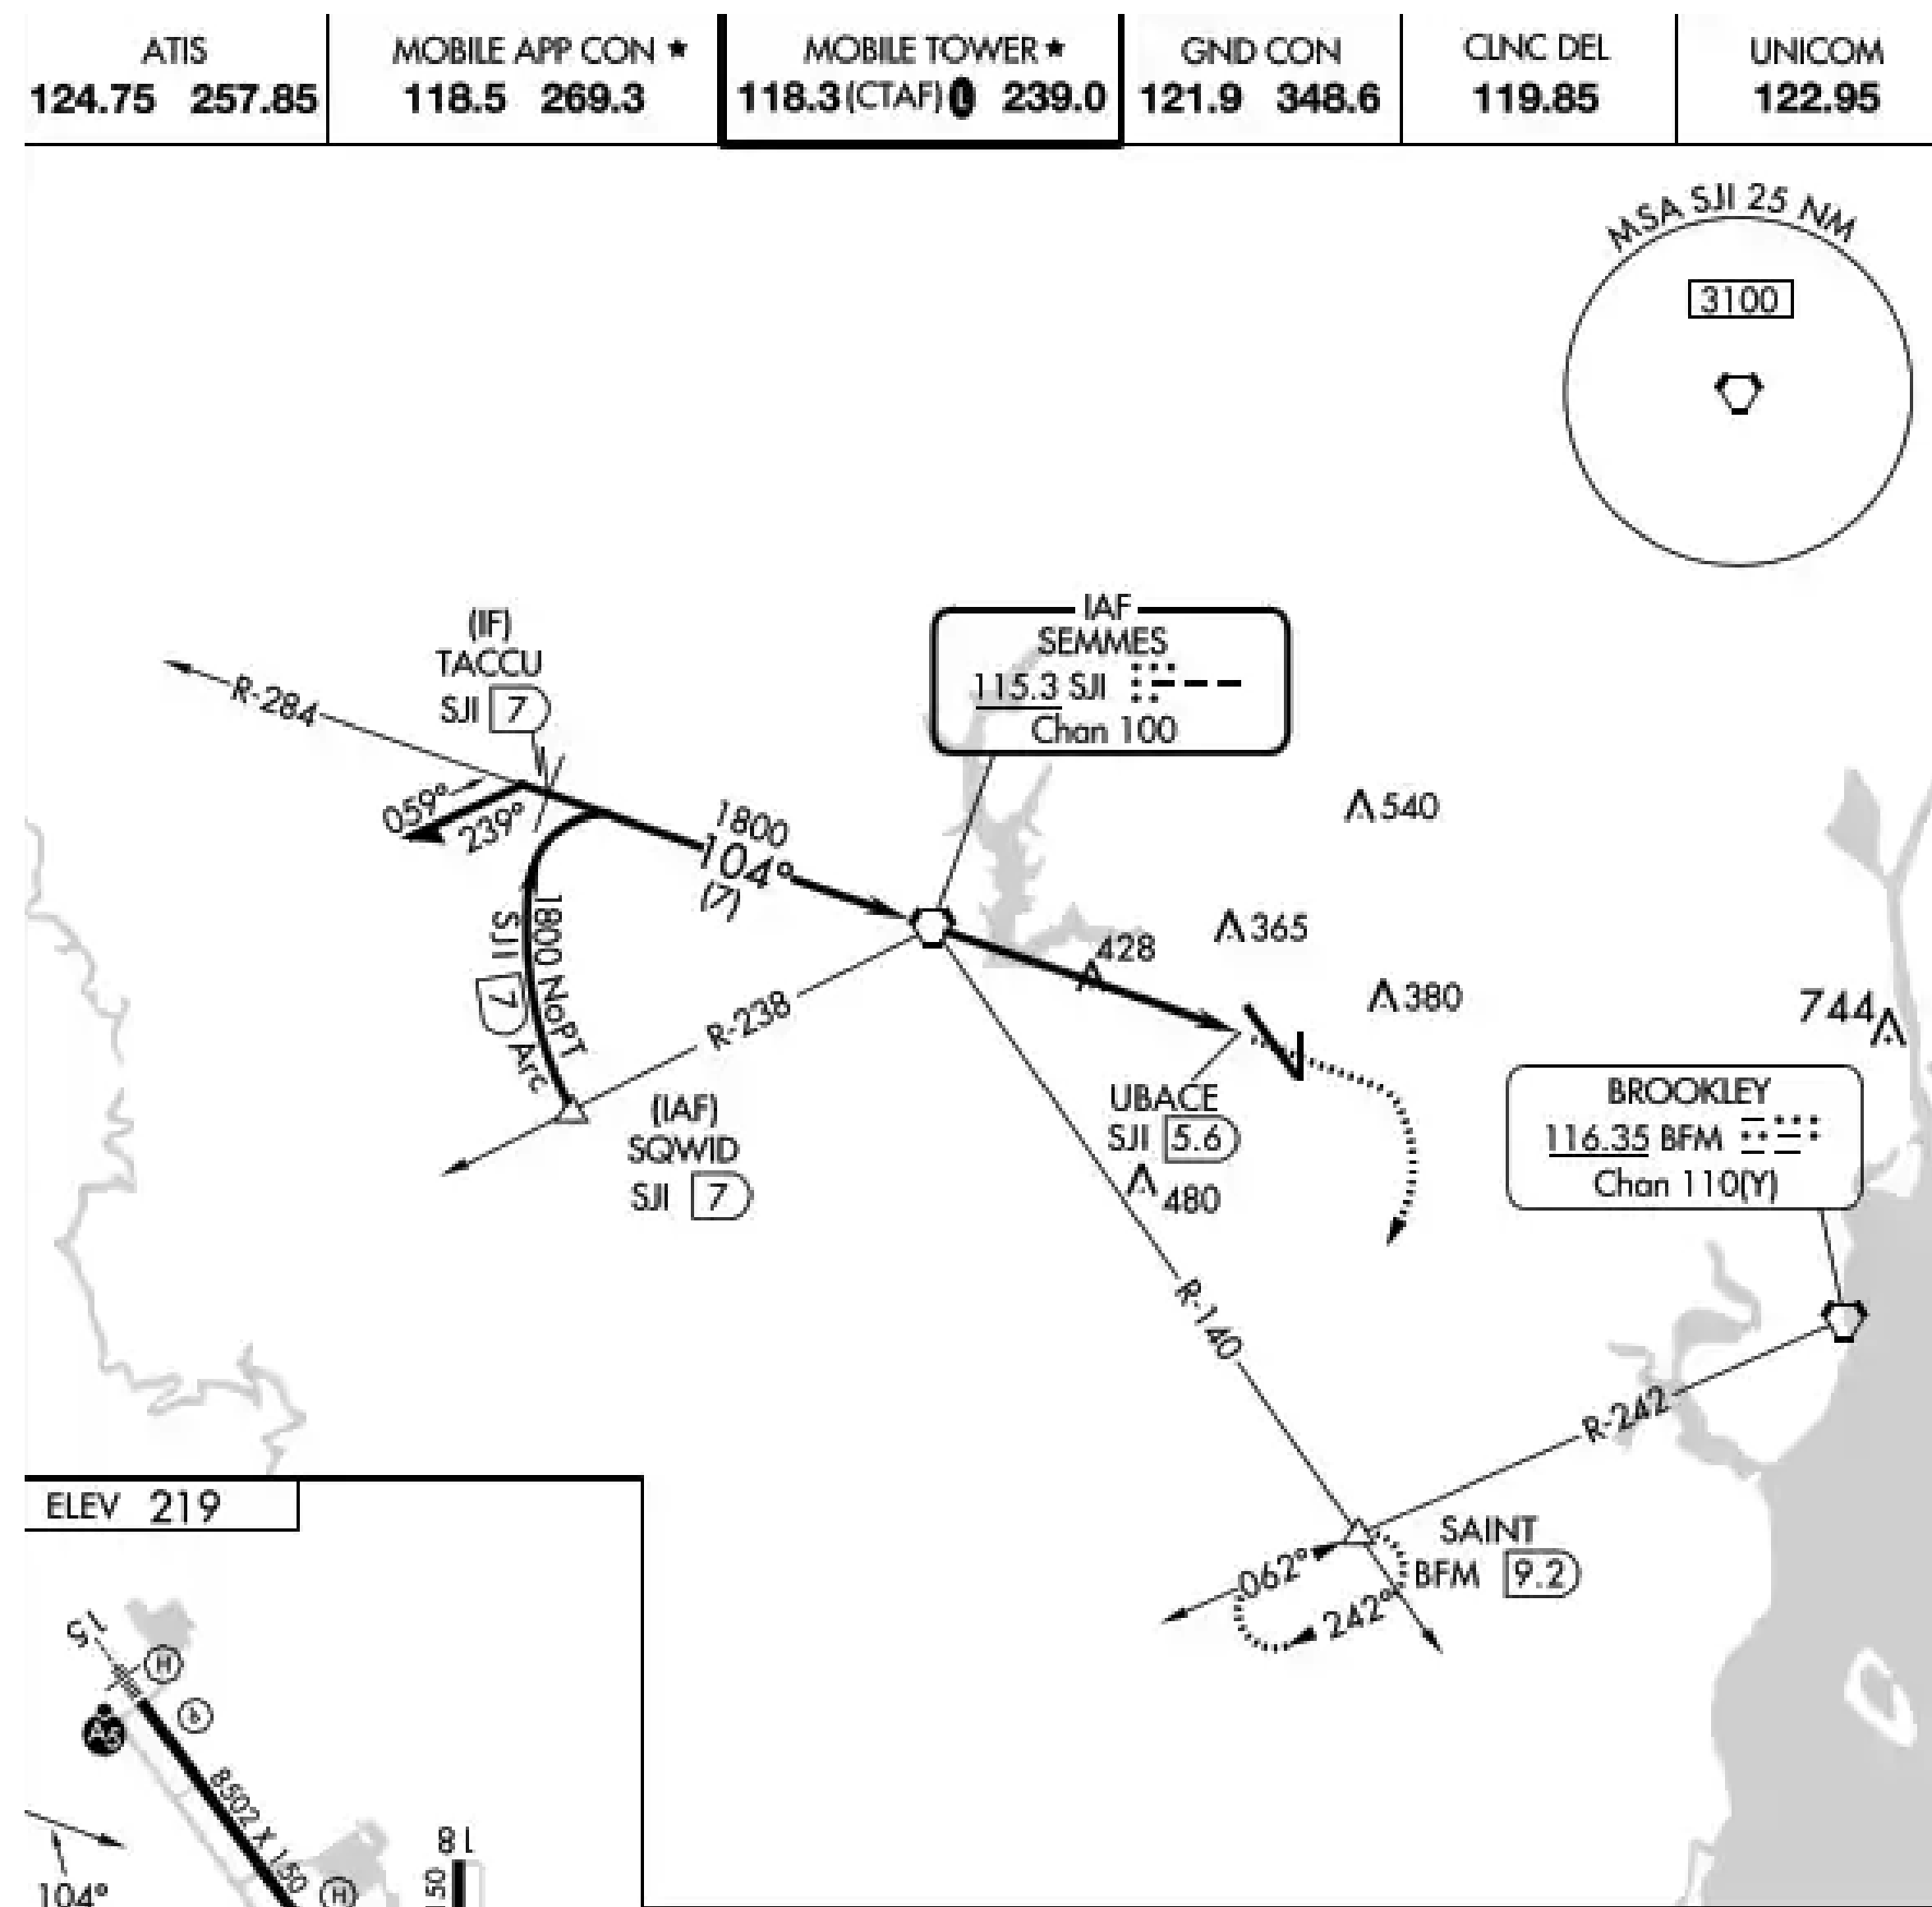 ATIS
124.75 257.85
MOBILE APP CON ★
118.5 269.3
MOBILE TOWER ★
118.3 (CTAF) L 239.0
GND CON
121.9 348.6
CLNC DEL
119.85
UNICOM
122.95
MSA SJI 25 NM
3100
IAF
SEMMES
115.3 SJI
Chan 100
(IF)
TACCU
SJI 7
R-284
059°
239°
1800
104°
(7)
540
428
365
380
744
1800 NoPT
SJI 7 Arc
R-238
(IAF)
SQWID
SJI 7
UBACE
SJI 5.6
480
BROOKLEY
116.35 BFM
Chan 110(Y)
R-140
R-242
SAINT
BFM 9.2
062°
242°
ELEV 219
H
A5
8502 X 150
H
18
104°